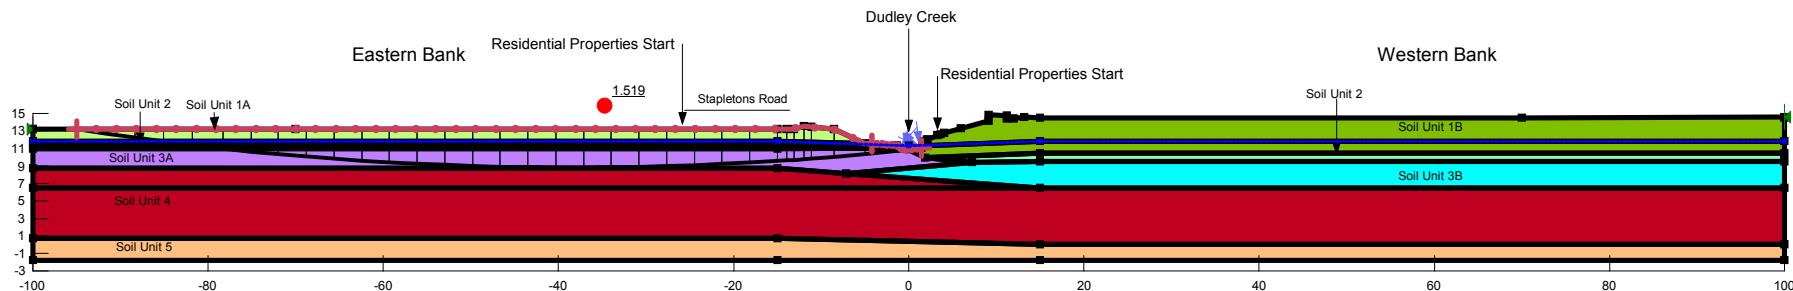 Dudley Creek
Eastern Bank
Residential Properties Start
Western Bank
Residential Properties Start
1.519
Stapletons Road
Soil Unit 2
Soil Unit 1A
Soil Unit 2
15
13
11
9
7
5
3
1
-1
-3
Soil Unit 1B
Soil Unit 3A
Soil Unit 3B
Soil Unit 4
Soil Unit 5
-100
-80
-60
-40
-20
0
20
40
60
80
100